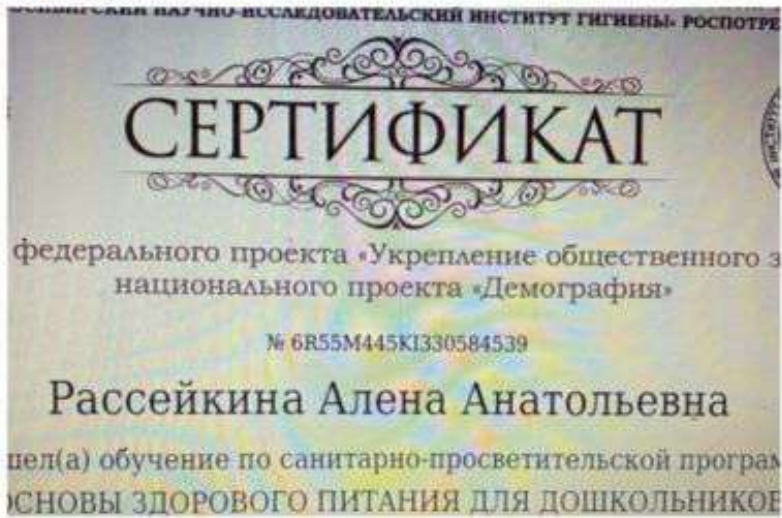 НАУЧНО-ИССЛЕДОВАТЕЛЬСКИЙ ИНСТИТУТ ГИГИЕНЫ» РОСПОТРЕ
СЕРТИФИКАТ
федерального проекта «Укрепление общественного з
национального проекта «Демография»
№ 6R55M445KI330584539
Рассейкина Алена Анатольевна
шел(а) обучение по санитарно-просветительской програм
ОСНОВЫ ЗДОРОВОГО ПИТАНИЯ ДЛЯ ДОШКОЛЬНИКОВ